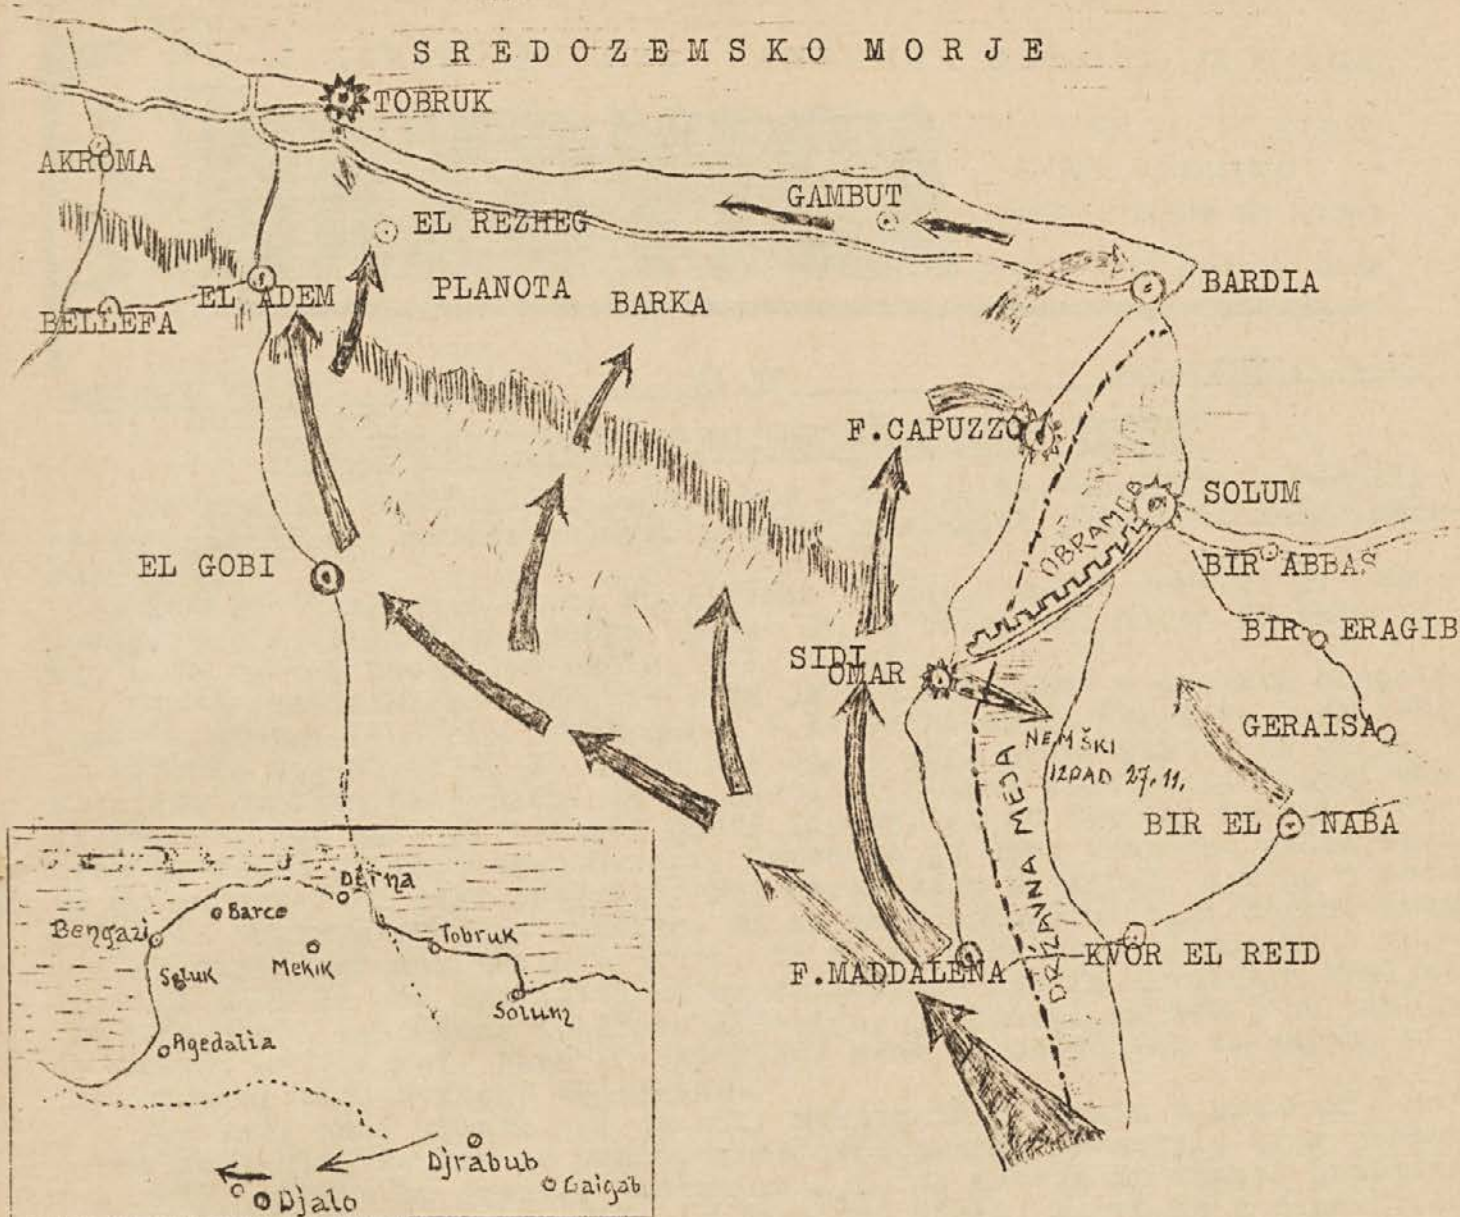 SREDOZEMSKO MORJE
TOBRUK
AKROMA
GAMBUT
EL REZHEG
BARDIA
EL ADEM
PLANOTA
BARKA
BELLEFA
F.CAPUZZO
SOLUM
OBRAMBA
EL GOBI
BIR ABBAS
BIR ERAGIB
SIDI
OMAR
GERAISA
NEMŠKI
IZPAD 27.11.
DRŽAVNA MEJA
BIR EL NABA
F.MADDALENA
KVOR EL REID
Derna
Barce
Bengazi
Tobruk
Mekik
Seluk
Solum
Agedalia
Djrabub
Gaigab
Djalo